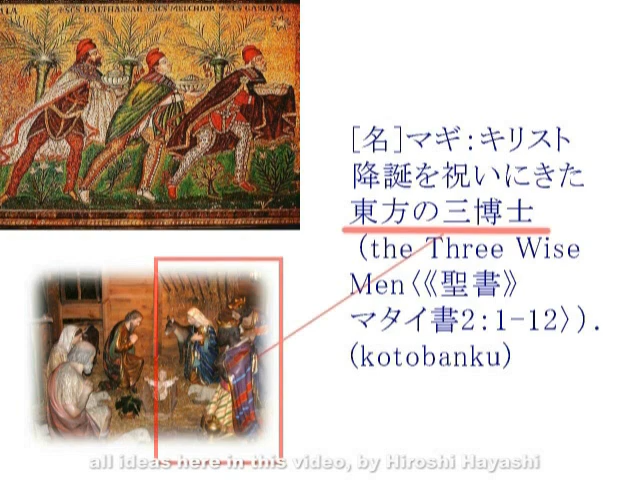 +SCS BALTHASSAR +SCS MELCHIOR +SCS GASPAR
[名]マギ：キリスト
降誕を祝いにきた
東方の三博士
（the Three Wise
Men〈《聖書》
マタイ書2：1-12〉）．
(kotobanku)
all ideas here in this video, by Hiroshi Hayashi